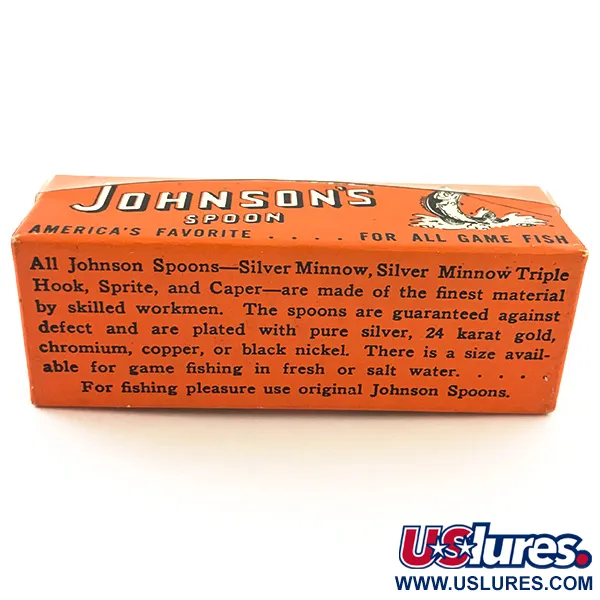 JOHNSON'S
SPOON
AMERICA'S FAVORITE . . . . FOR ALL GAME FISH
All Johnson Spoons—Silver Minnow, Silver Minnow Triple
Hook, Sprite, and Caper—are made of the finest material
by skilled workmen. The spoons are guaranteed against
defect and are plated with pure silver, 24 karat gold,
chromium, copper, or black nickel. There is a size avail-
able for game fishing in fresh or salt water. . . . .
For fishing pleasure use original Johnson Spoons.
USlures.
WWW.USLURES.COM